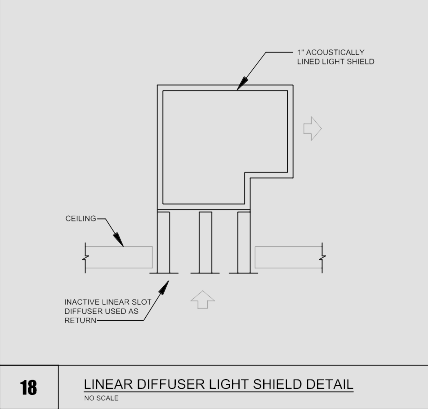 1" ACOUSTICALLY
LINED LIGHT SHIELD
CEILING
INACTIVE LINEAR SLOT
DIFFUSER USED AS
RETURN
18
LINEAR DIFFUSER LIGHT SHIELD DETAIL
NO SCALE